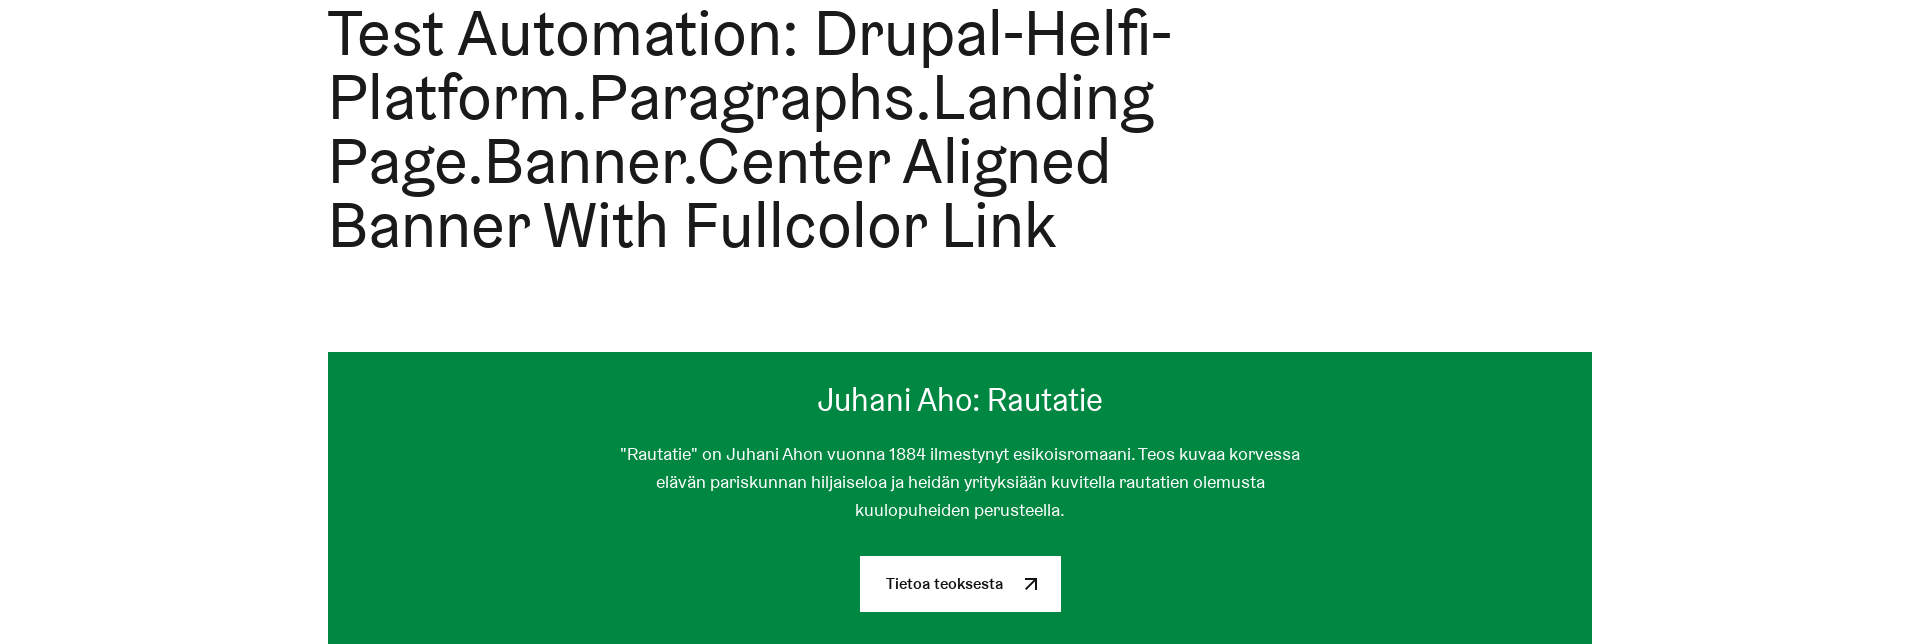 Test Automation: Drupal-Helfi-
Platform.Paragraphs.Landing
Page.Banner.Center Aligned
Banner With Fullcolor Link
Juhani Aho: Rautatie
"Rautatie" on Juhani Ahon vuonna 1884 ilmestynyt esikoisromaani. Teos kuvaa korvessa
elävän pariskunnan hiljaiseloa ja heidän yrityksiään kuvitella rautatien olemusta
kuulopuheiden perusteella.
Tietoa teoksesta